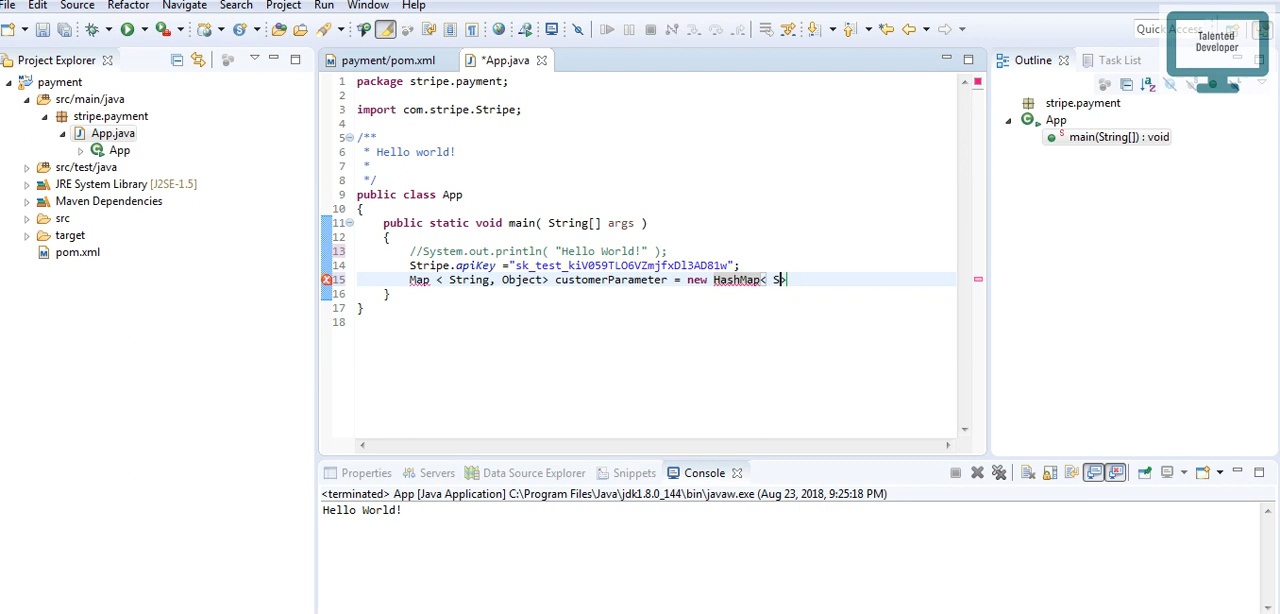 File Edit Source Refactor Navigate Search Project Run Window Help
Talented
Developer
Project Explorer
payment/pom.xml
*App.java
Outline
Task List
payment
src/main/java
stripe.payment
App.java
App
src/test/java
JRE System Library [J2SE-1.5]
Maven Dependencies
src
target
pom.xml
1 package stripe.payment;
2
3 import com.stripe.Stripe;
4
5 /**
6 * Hello world!
7 *
8 */
9 public class App
10 {
11 public static void main( String[] args )
12 {
13 //System.out.println( "Hello World!" );
14 Stripe.apiKey ="sk_test_kiV059TLO6VZmjfxDl3AD81w";
15 Map < String, Object> customerParameter = new HashMap< S>
16 }
17 }
18
stripe.payment
App
main(String[]) : void
Properties Servers Data Source Explorer Snippets Console
<terminated> App [Java Application] C:\Program Files\Java\jdk1.8.0_144\bin\javaw.exe (Aug 23, 2018, 9:25:18 PM)
Hello World!